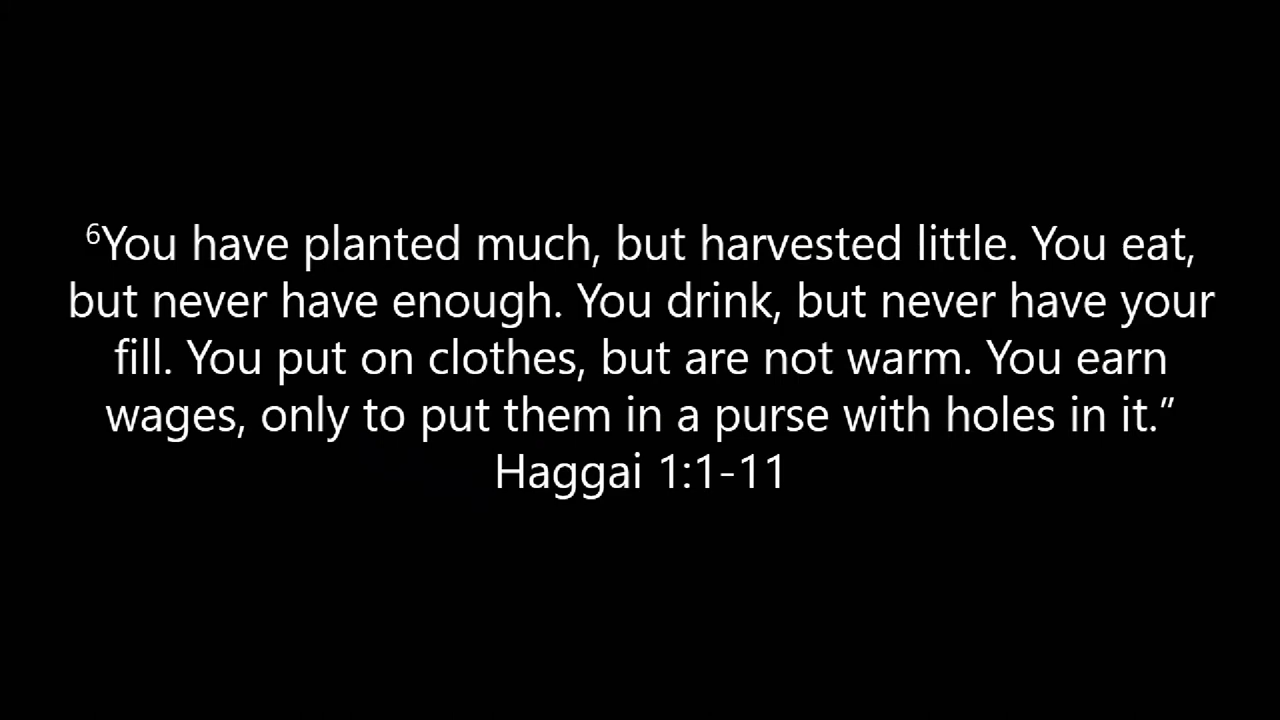 ⁶You have planted much, but harvested little. You eat,
but never have enough. You drink, but never have your
fill. You put on clothes, but are not warm. You earn
wages, only to put them in a purse with holes in it.”
Haggai 1:1-11